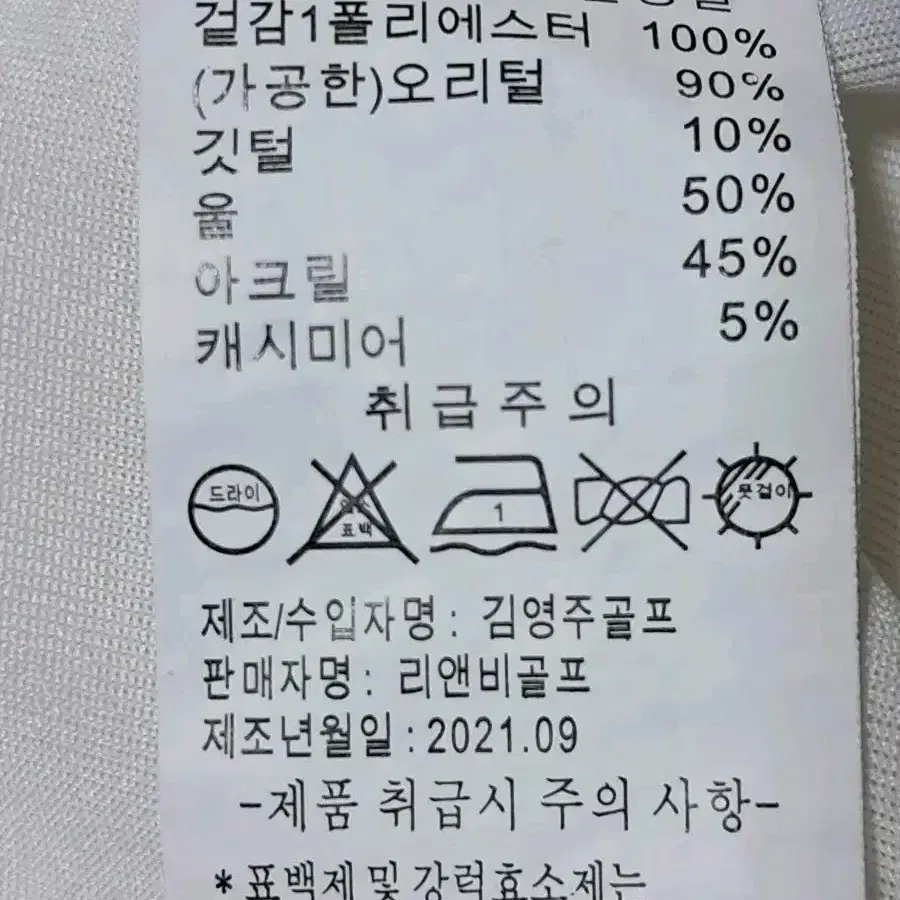 겉감1폴리에스터 100%
(가공한)오리털 90%
깃털 10%
울 50%
아크릴 45%
캐시미어 5%
취급주의
드라이
표백
1
옷걸이
제조/수입자명: 김영주골프
판매자명: 리앤비골프
제조년월일:2021.09
-제품 취급시 주의 사항-
*표백제및강력효소제는